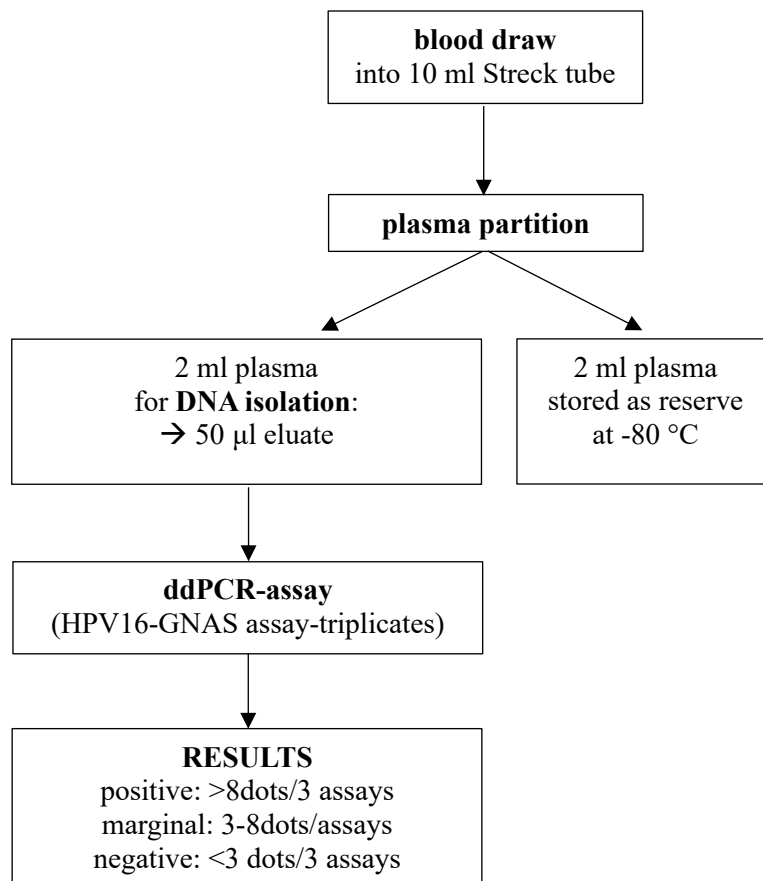 blood draw
into 10 ml Streck tube
plasma partition
2 ml plasma
for DNA isolation:
→ 50 µl eluate
2 ml plasma
stored as reserve
at -80 °C
ddPCR-assay
(HPV16-GNAS assay-triplicates)
RESULTS
positive: >8dots/3 assays
marginal: 3-8dots/assays
negative: <3 dots/3 assays